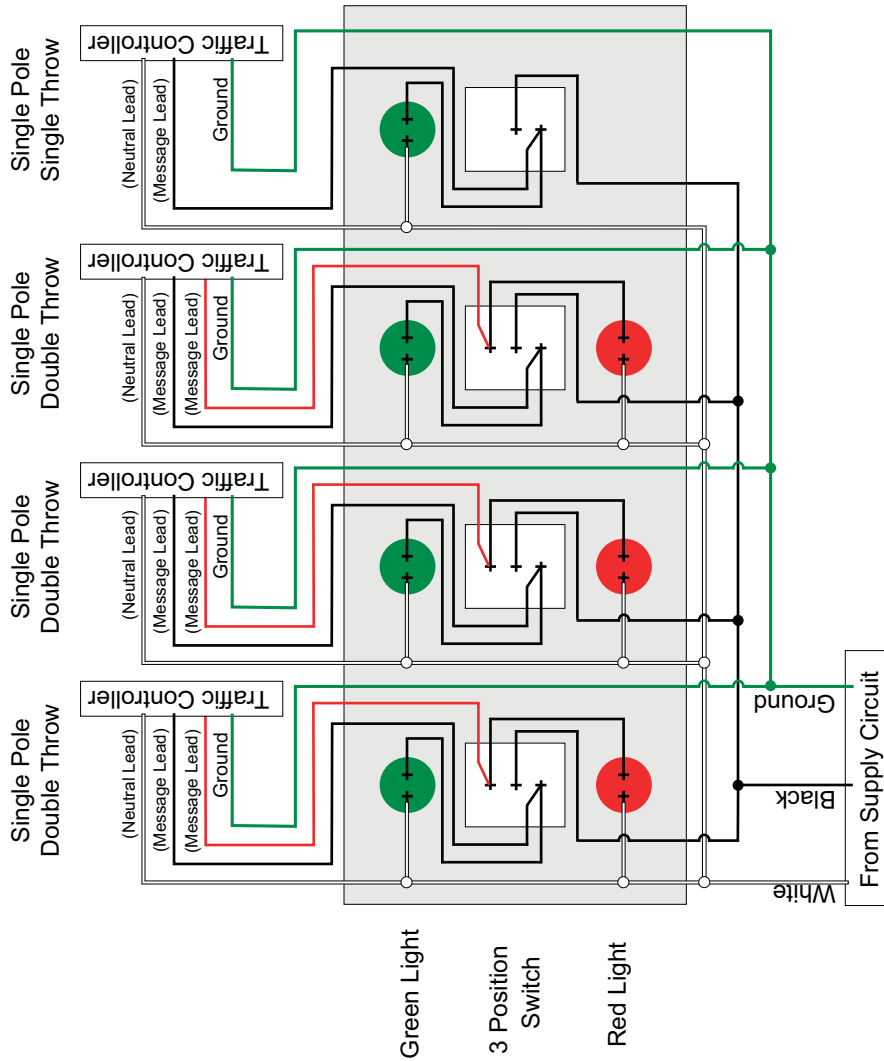 Single Pole
Double Throw
Traffic Controller
(Neutral Lead)
(Message Lead)
(Message Lead)
Ground
Single Pole
Double Throw
Traffic Controller
(Neutral Lead)
(Message Lead)
(Message Lead)
Ground
Single Pole
Double Throw
Traffic Controller
(Neutral Lead)
(Message Lead)
(Message Lead)
Ground
Single Pole
Single Throw
Traffic Controller
(Neutral Lead)
(Message Lead)
Ground
Green Light
3 Position
Switch
Red Light
White
Black
Ground
From Supply Circuit